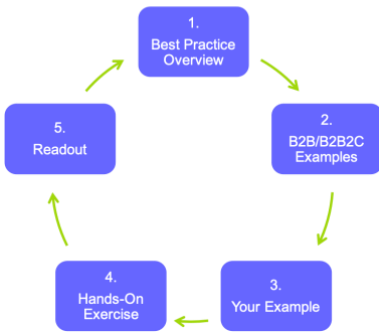 1.
Best Practice
Overview
2.
B2B/B2B2C
Examples
3.
Your Example
4.
Hands-On
Exercise
5.
Readout